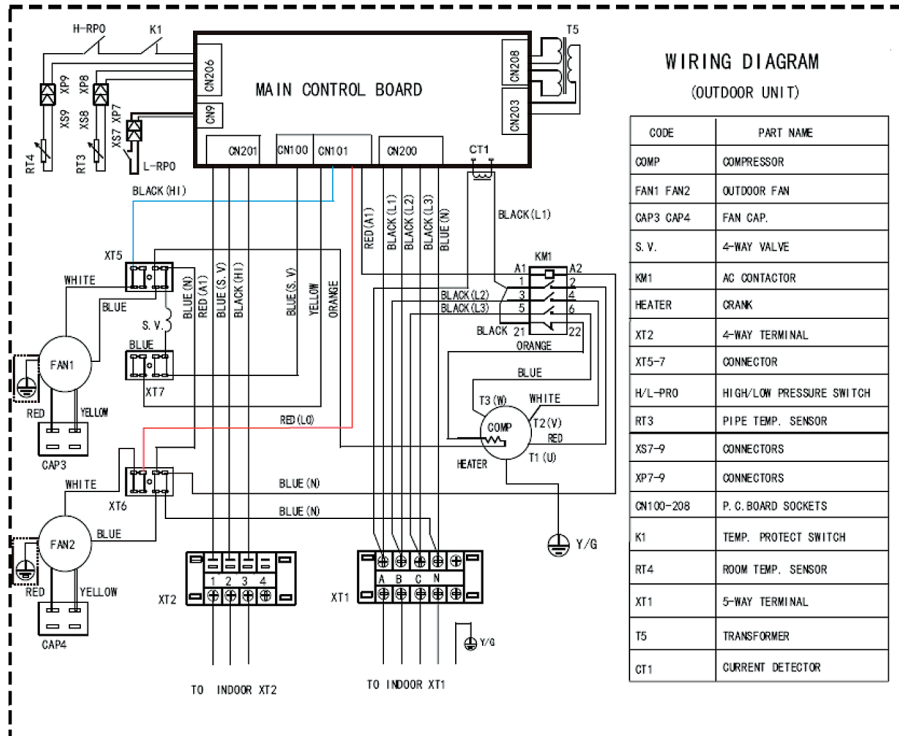 H-RPO
K1
T5
CN206
CN208
MAIN CONTROL BOARD
XP9
XP8
XP7
CN9
CN203
XS9
XS8
XS7
CN201
CN100
CN101
CN200
CT1
RT4
RT3
L-RPO
BLACK(HI)
BLACK(L1)
RED(A1)
BLACK(L1)
BLACK(L2)
BLACK(L3)
BLUE(N)
XT5
WHITE
BLUE
S.V.
BLUE
XT7
BLUE(N)
RED(A1)
BLUE(S.V)
BLACK(HI)
BLUE(S.V)
YELLOW
ORANGE
KM1
A1
A2
1
2
BLACK(L2)
3
4
BLACK(L3)
5
6
BLACK
21
22
ORANGE
BLUE
FAN1
RED
YELLOW
CAP3
RED(LO)
T3(W)
WHITE
COMP
T2(V)
RED
T1(U)
HEATER
WHITE
XT6
BLUE(N)
BLUE(N)
BLUE
FAN2
RED
YELLOW
CAP4
Y/G
1 2 3 4
XT2
A B C N
XT1
Y/G
TO INDOOR XT2
TO INDOOR XT1
WIRING DIAGRAM
(OUTDOOR UNIT)
CODE PART NAME
COMP COMPRESSOR
FAN1 FAN2 OUTDOOR FAN
CAP3 CAP4 FAN CAP.
S.V. 4-WAY VALVE
KM1 AC CONTACTOR
HEATER CRANK
XT2 4-WAY TERMINAL
XT5-7 CONNECTOR
H/L-PRO HIGH/LOW PRESSURE SWITCH
RT3 PIPE TEMP. SENSOR
XS7-9 CONNECTORS
XP7-9 CONNECTORS
CN100-208 P.C.BOARD SOCKETS
K1 TEMP. PROTECT SWITCH
RT4 ROOM TEMP. SENSOR
XT1 5-WAY TERMINAL
T5 TRANSFORMER
CT1 CURRENT DETECTOR